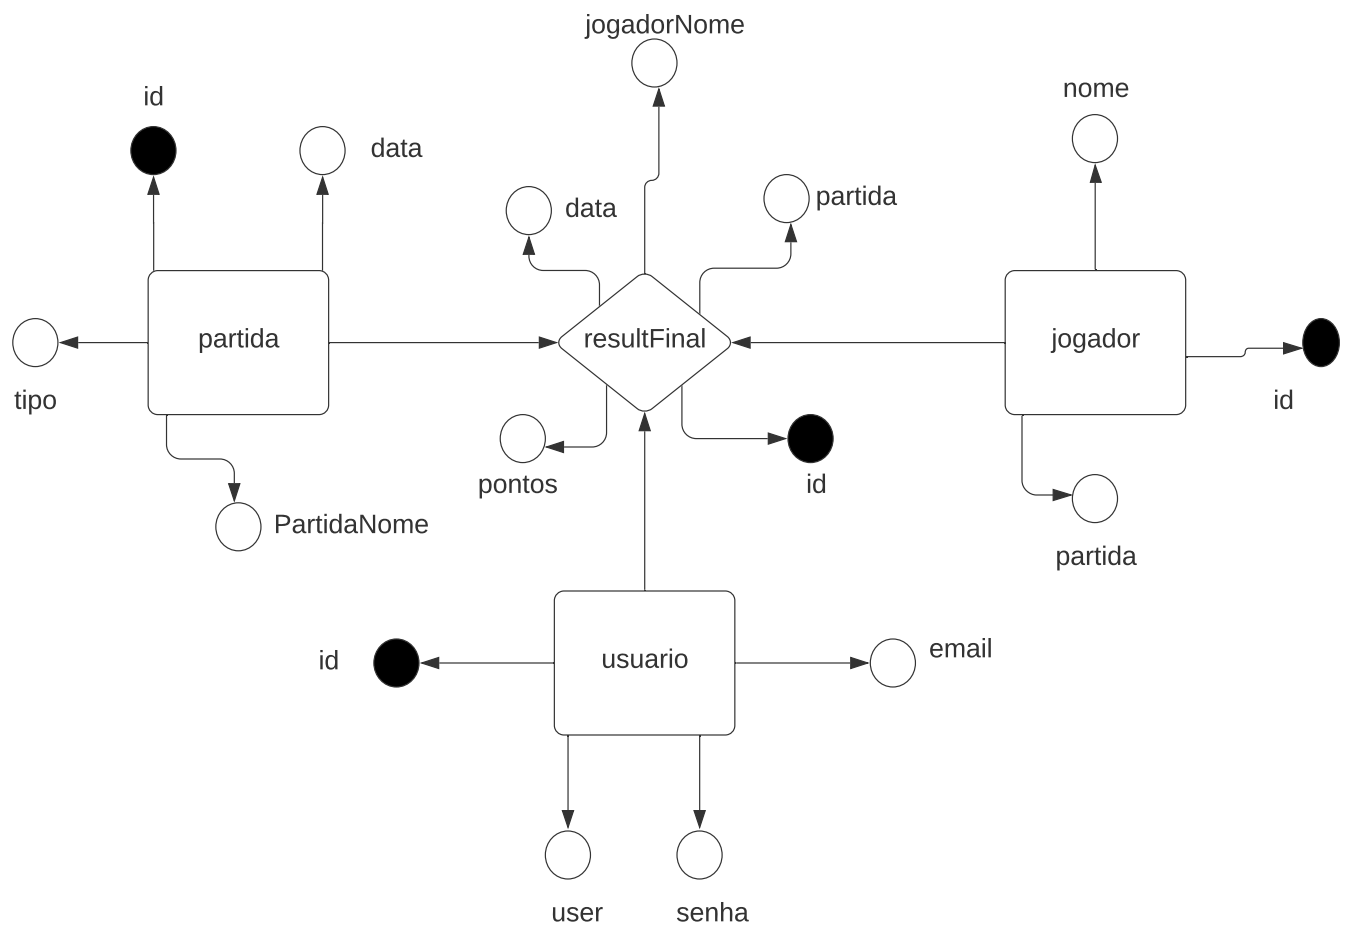 jogadorNome
id
data
nome
data
partida
partida
resultFinal
jogador
tipo
id
pontos
id
PartidaNome
partida
id
usuario
email
user
senha